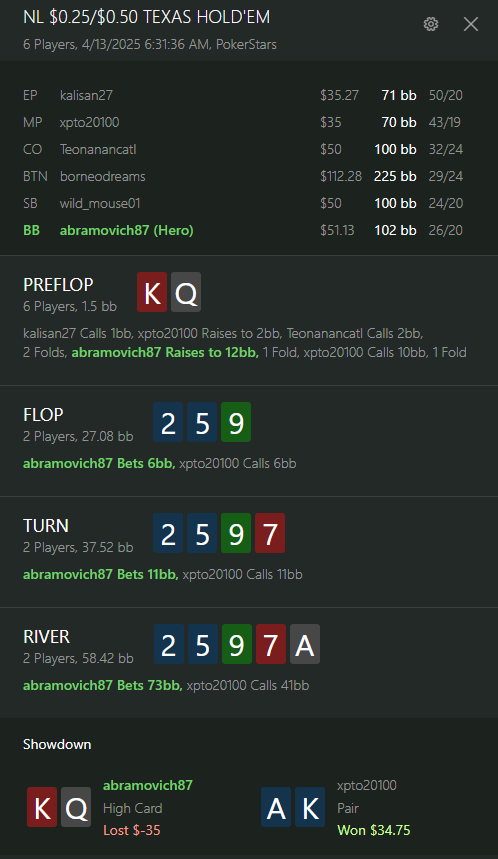 NL $0.25/$0.50 TEXAS HOLD'EM
6 Players, 4/13/2025 6:31:36 AM, PokerStars
EP kalisan27 $35.27 71 bb 50/20
MP xpto20100 $35 70 bb 43/19
CO Teonanancatl $50 100 bb 32/24
BTN borneodreams $112.28 225 bb 29/24
SB wild_mouse01 $50 100 bb 24/20
BB abramovich87 (Hero) $51.13 102 bb 26/20
PREFLOP K Q
6 Players, 1.5 bb
kalisan27 Calls 1bb, xpto20100 Raises to 2bb, Teonanancatl Calls 2bb,
2 Folds, abramovich87 Raises to 12bb, 1 Fold, xpto20100 Calls 10bb, 1 Fold
FLOP 2 5 9
2 Players, 27.08 bb
abramovich87 Bets 6bb, xpto20100 Calls 6bb
TURN 2 5 9 7
2 Players, 37.52 bb
abramovich87 Bets 11bb, xpto20100 Calls 11bb
RIVER 2 5 9 7 A
2 Players, 58.42 bb
abramovich87 Bets 73bb, xpto20100 Calls 41bb
Showdown
K Q abramovich87 A K xpto20100
High Card Pair
Lost $-35 Won $34.75